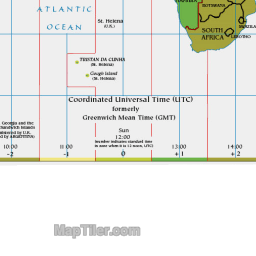 ATLANTIC
OCEAN
St. Helena
(U.K.)
BOTSWANA
SOUTH
AFRICA
LESOTHO
TRISTAN DA CUNHA
(St. Helena)
Gough Island
(St. Helena)
Coordinated Universal Time (UTC)
formerly
Greenwich Mean Time (GMT)
Georgia and the
Sandwich Islands
administered by U.K.
claimed by ARGENTINA)
Sun
12:00
Number indicates standard time
in zone when it is 12 noon, UTC)
10:00
11:00
13:00
14:00
-2
-1
0
+1
+2
MapTiler.com